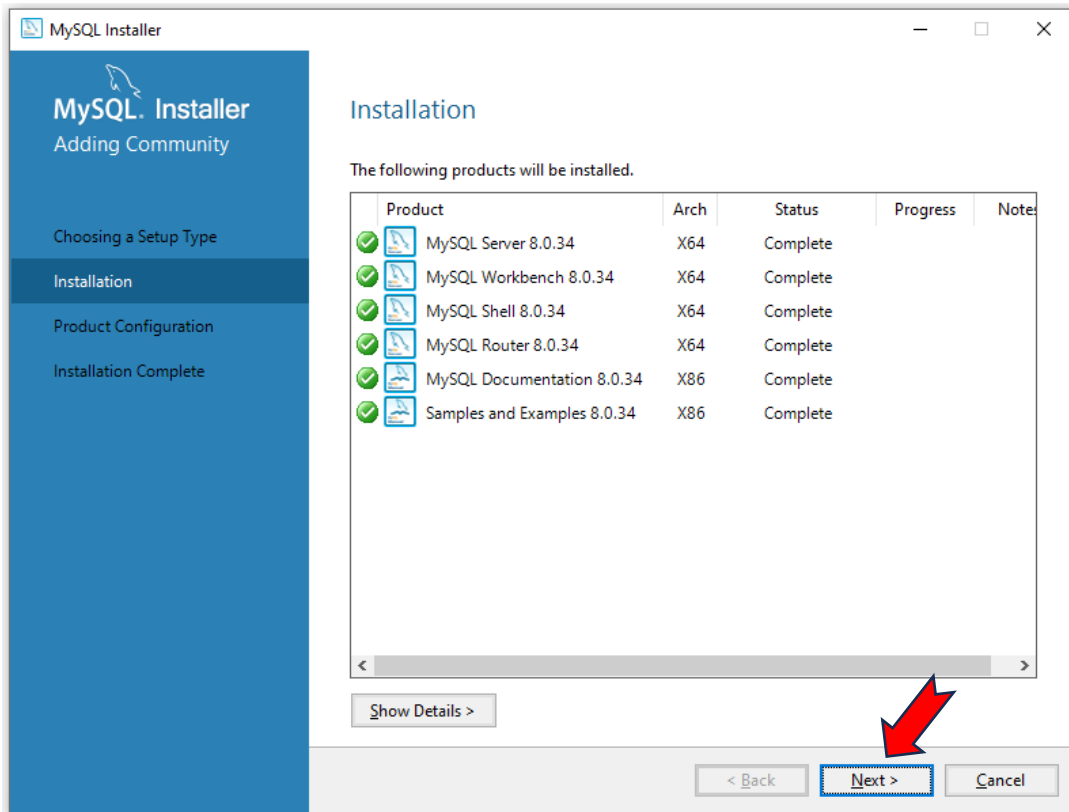 MySQL Installer
MySQL. Installer
Adding Community
Choosing a Setup Type
Installation
Product Configuration
Installation Complete
Installation
The following products will be installed.
Product Arch Status Progress Notes
MySQL Server 8.0.34 X64 Complete
MySQL Workbench 8.0.34 X64 Complete
MySQL Shell 8.0.34 X64 Complete
MySQL Router 8.0.34 X64 Complete
MySQL Documentation 8.0.34 X86 Complete
Samples and Examples 8.0.34 X86 Complete
Show Details >
< Back Next > Cancel